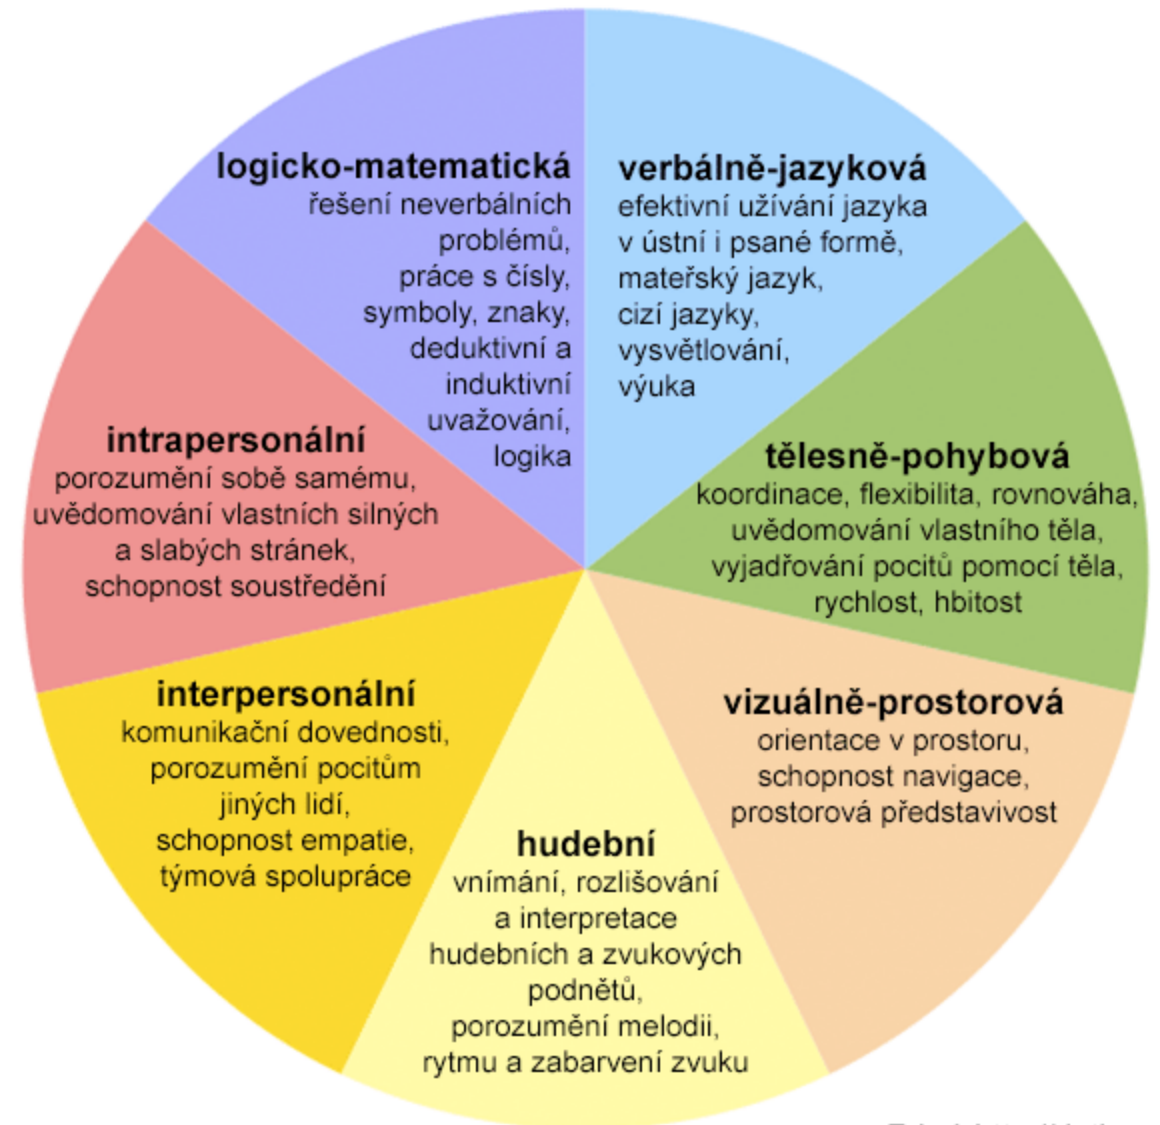 logicko-matematická
řešení neverbálních
problémů,
práce s čísly,
symboly, znaky,
deduktivní a
induktivní
uvažování,
logika
verbálně-jazyková
efektivní užívání jazyka
v ústní i psané formě,
mateřský jazyk,
cizí jazyky,
vysvětlování,
výuka
intrapersonální
porozumění sobě samému,
uvědomování vlastních silných
a slabých stránek,
schopnost soustředění
tělesně-pohybová
koordinace, flexibilita, rovnováha,
uvědomování vlastního těla,
vyjadřování pocitů pomocí těla,
rychlost, hbitost
interpersonální
komunikační dovednosti,
porozumění pocitům
jiných lidí,
schopnost empatie,
týmová spolupráce
vizuálně-prostorová
orientace v prostoru,
schopnost navigace,
prostorová představivost
hudební
vnímání, rozlišování
a interpretace
hudebních a zvukových
podnětů,
porozumění melodii,
rytmu a zabarvení zvuku